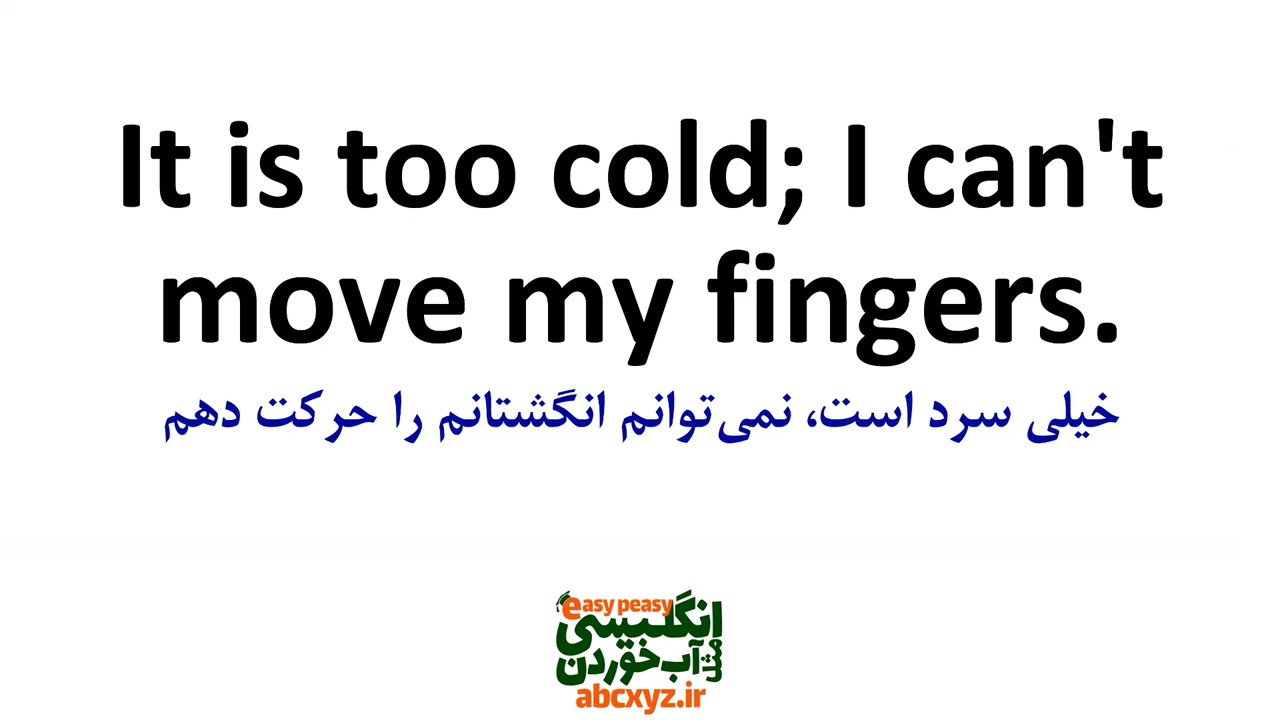 It is too cold; I can't
move my fingers.
خیلی سرد است، نمی‌توانم انگشتانم را حرکت دهم
easy peasy
انگلیسی
مثل آب خوردن
abcxyz.ir